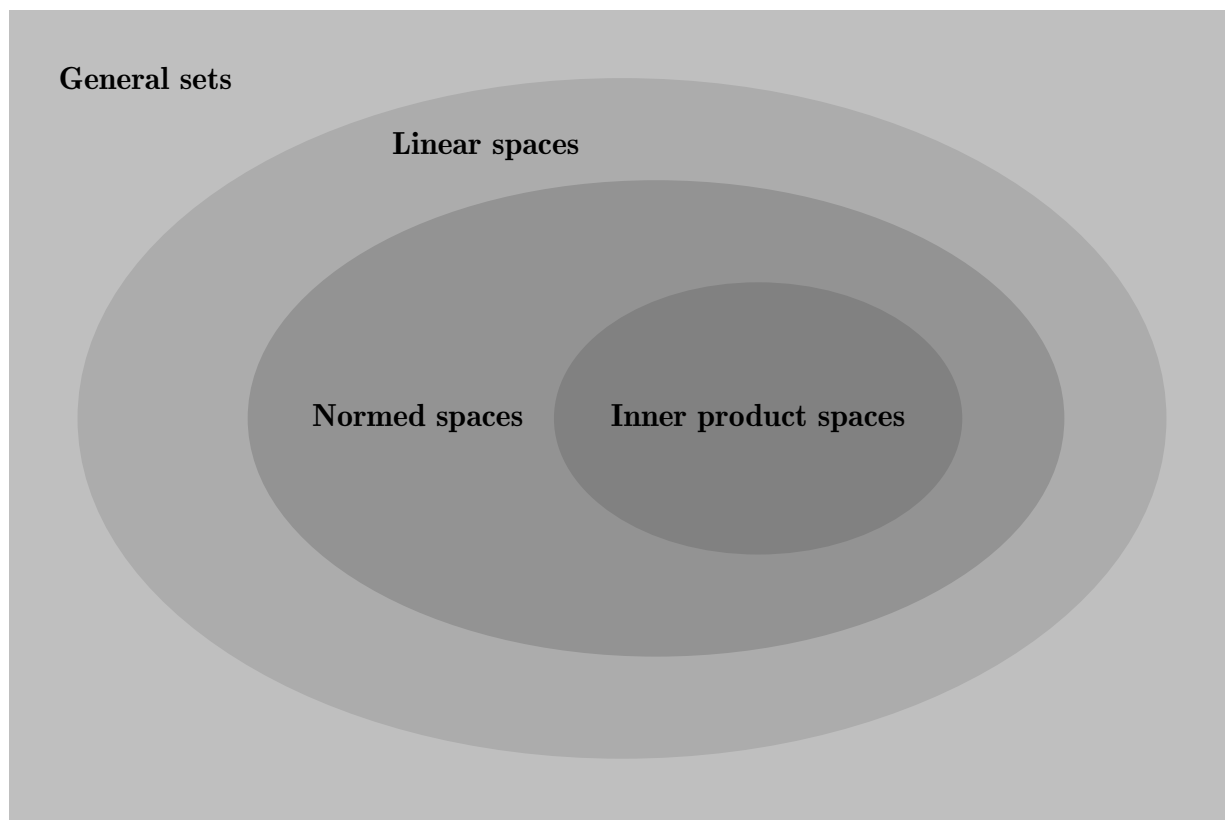 General sets
Linear spaces
Normed spaces
Inner product spaces